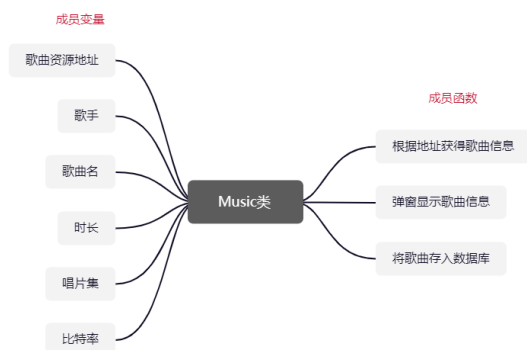 成员变量
歌曲资源地址
歌手
歌曲名
时长
唱片集
比特率
Music类
成员函数
根据地址获得歌曲信息
弹窗显示歌曲信息
将歌曲存入数据库